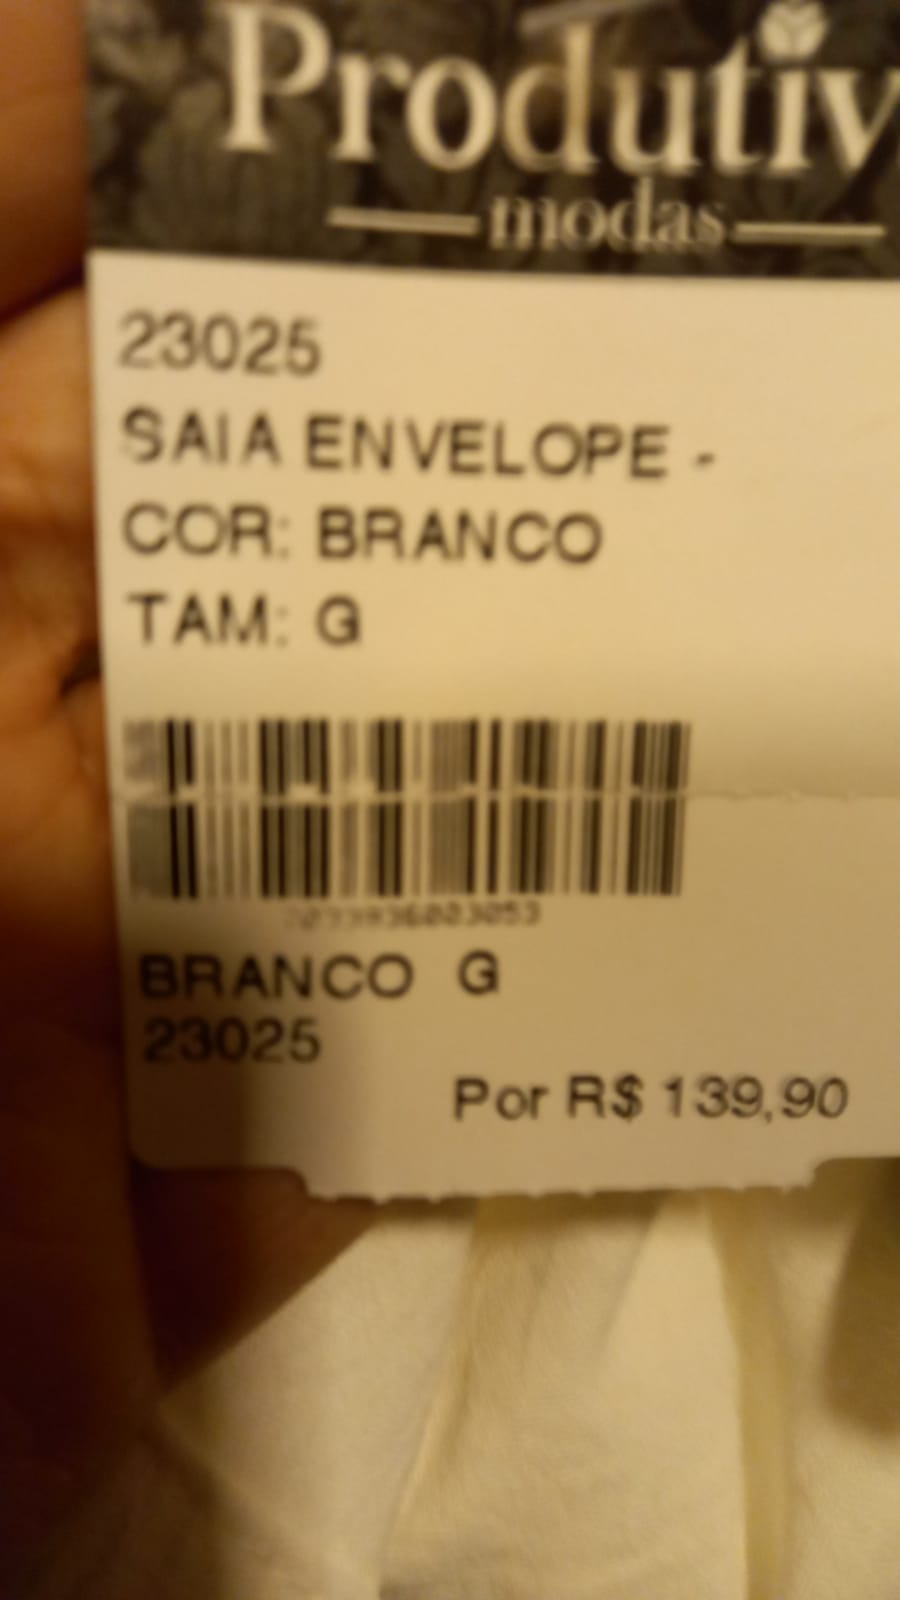 Produtiv
modas
23025
SAIA ENVELOPE -
COR: BRANCO
TAM: G
BRANCO G
23025
Por R$ 139,90